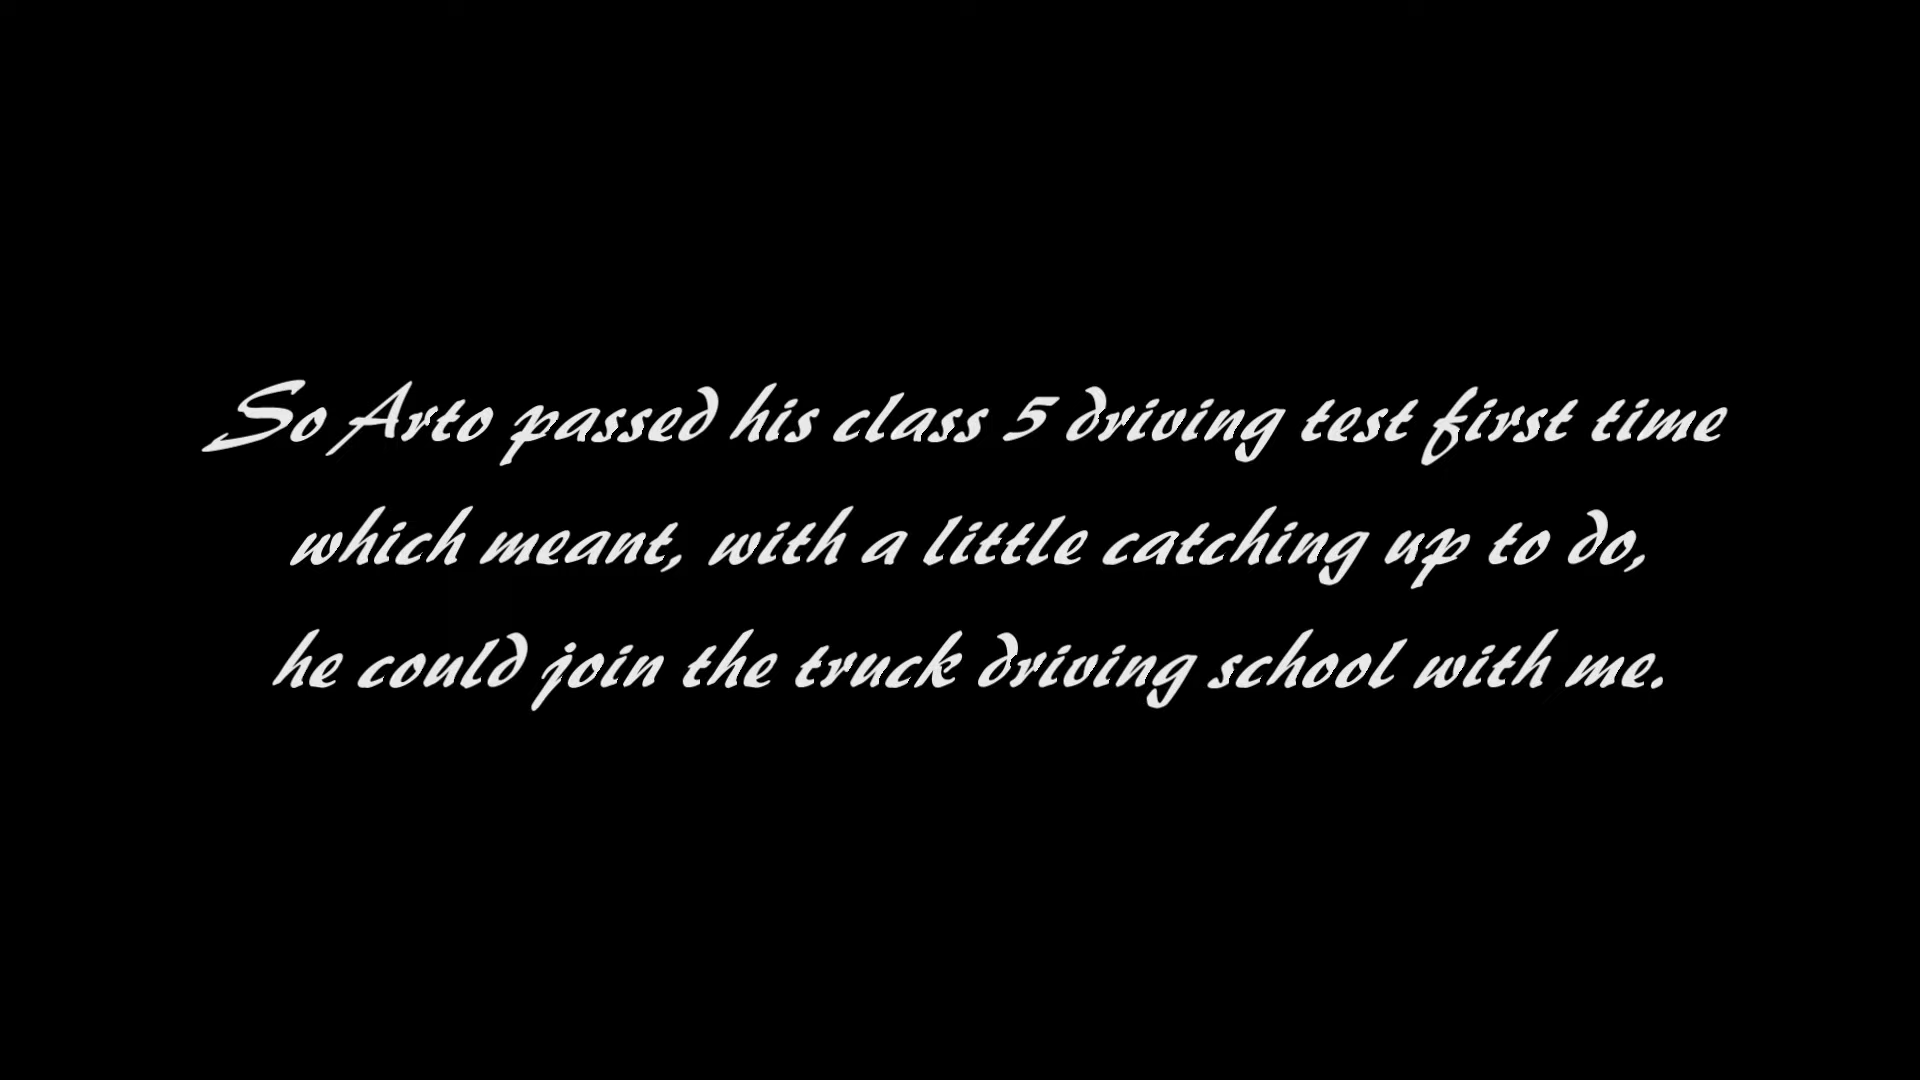 So Arto passed his class 5 driving test first time
which meant, with a little catching up to do,
he could join the truck driving school with me.